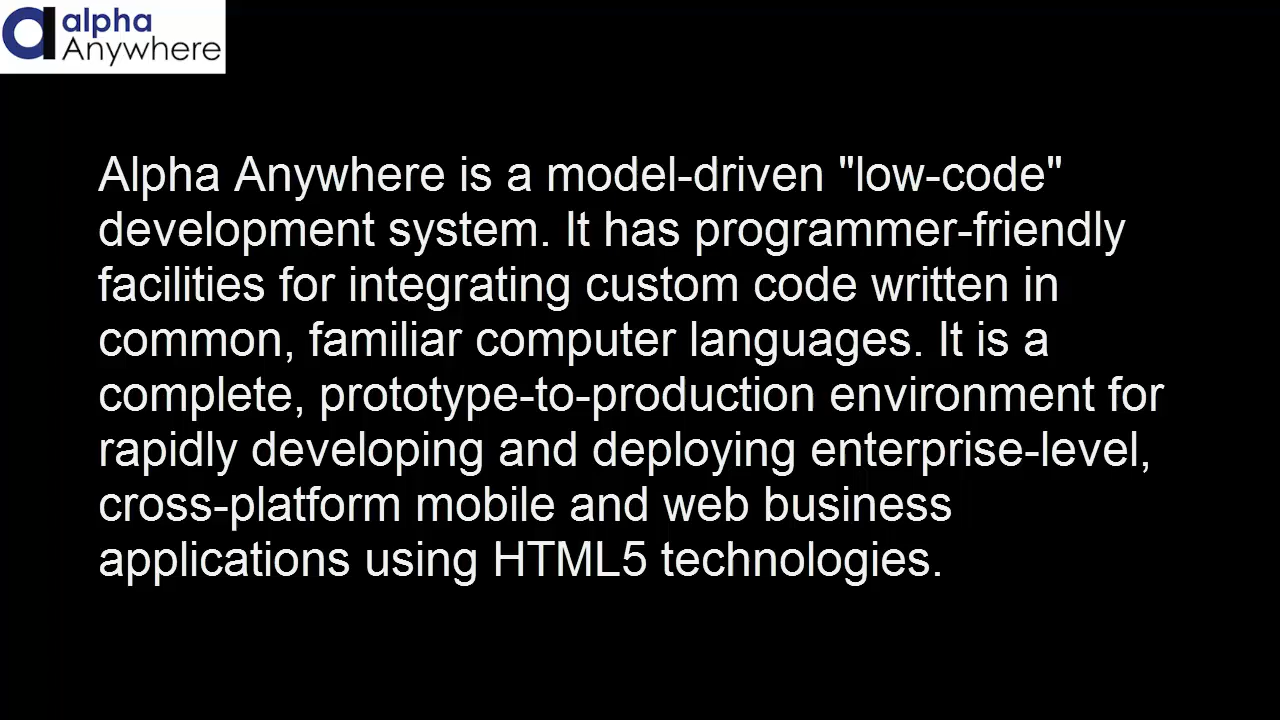 alpha
Anywhere
Alpha Anywhere is a model-driven "low-code"
development system. It has programmer-friendly
facilities for integrating custom code written in
common, familiar computer languages. It is a
complete, prototype-to-production environment for
rapidly developing and deploying enterprise-level,
cross-platform mobile and web business
applications using HTML5 technologies.